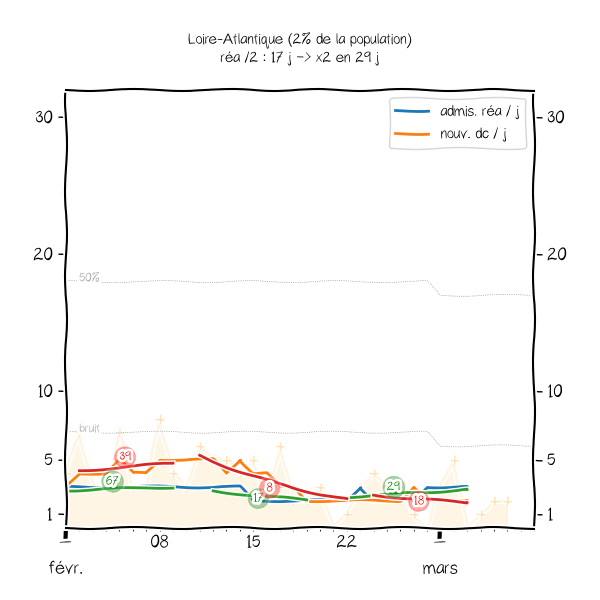 Loire-Atlantique (2% de la population)
réa /2 : 17 j -> x2 en 29 j
admis. réa / j
nouv. dc / j
30 30
20 20
50%
10 10
bruit
5 5
39
67
8
17
29
18
1 1
08 15 22
févr. mars